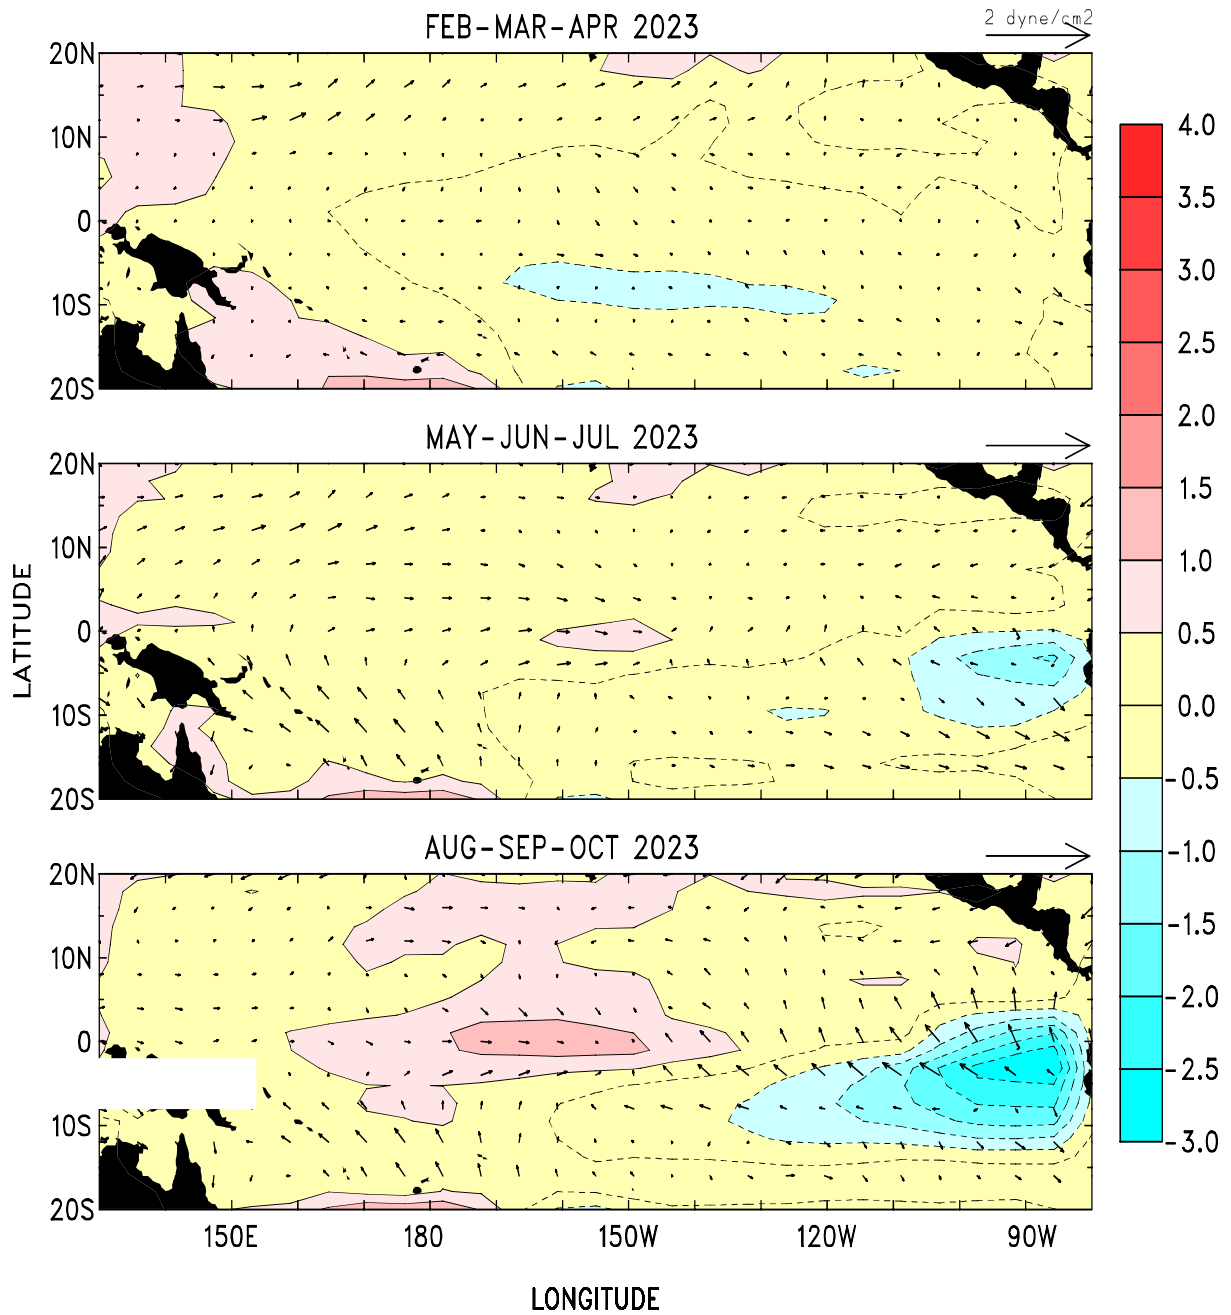 FEB-MAR-APR 2023
2 dyne/cm2
20N
10N
0
10S
20S
MAY-JUN-JUL 2023
20N
10N
0
10S
20S
LATITUDE
AUG-SEP-OCT 2023
20N
10N
0
10S
20S
150E 180 150W 120W 90W
LONGITUDE
4.0
3.5
3.0
2.5
2.0
1.5
1.0
0.5
0.0
-0.5
-1.0
-1.5
-2.0
-2.5
-3.0